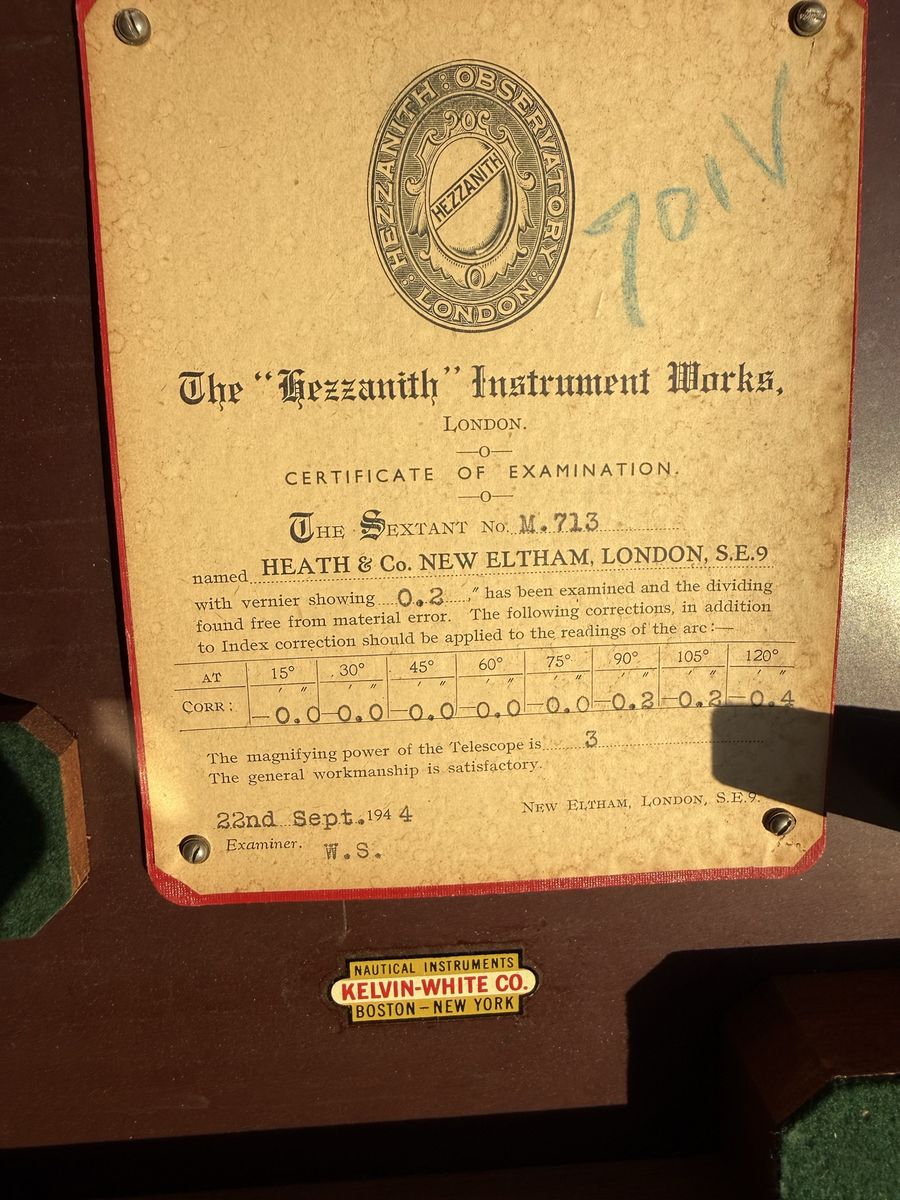 HEZZANITH OBSERVATORY LONDON
HEZZANITH
701V
The "Hezzanith" Instrument Works,
LONDON.
—O—
CERTIFICATE OF EXAMINATION.
—O—
THE SEXTANT No. M.713
named HEATH & Co. NEW ELTHAM, LONDON, S.E.9
with vernier showing 0.2 " has been examined and the dividing
found free from material error. The following corrections, in addition
to Index correction should be applied to the readings of the arc:—
AT 15° 30° 45° 60° 75° 90° 105° 120°
' " ' " ' " ' " ' " ' " ' " ' "
CORR: -0.0 -0.0 -0.0 -0.0 -0.0 -0.2 -0.2 -0.4
The magnifying power of the Telescope is 3
The general workmanship is satisfactory.
NEW ELTHAM, LONDON, S.E.9.
22nd Sept. 1944
Examiner. W.S.
NAUTICAL INSTRUMENTS
KELVIN-WHITE CO.
BOSTON – NEW YORK